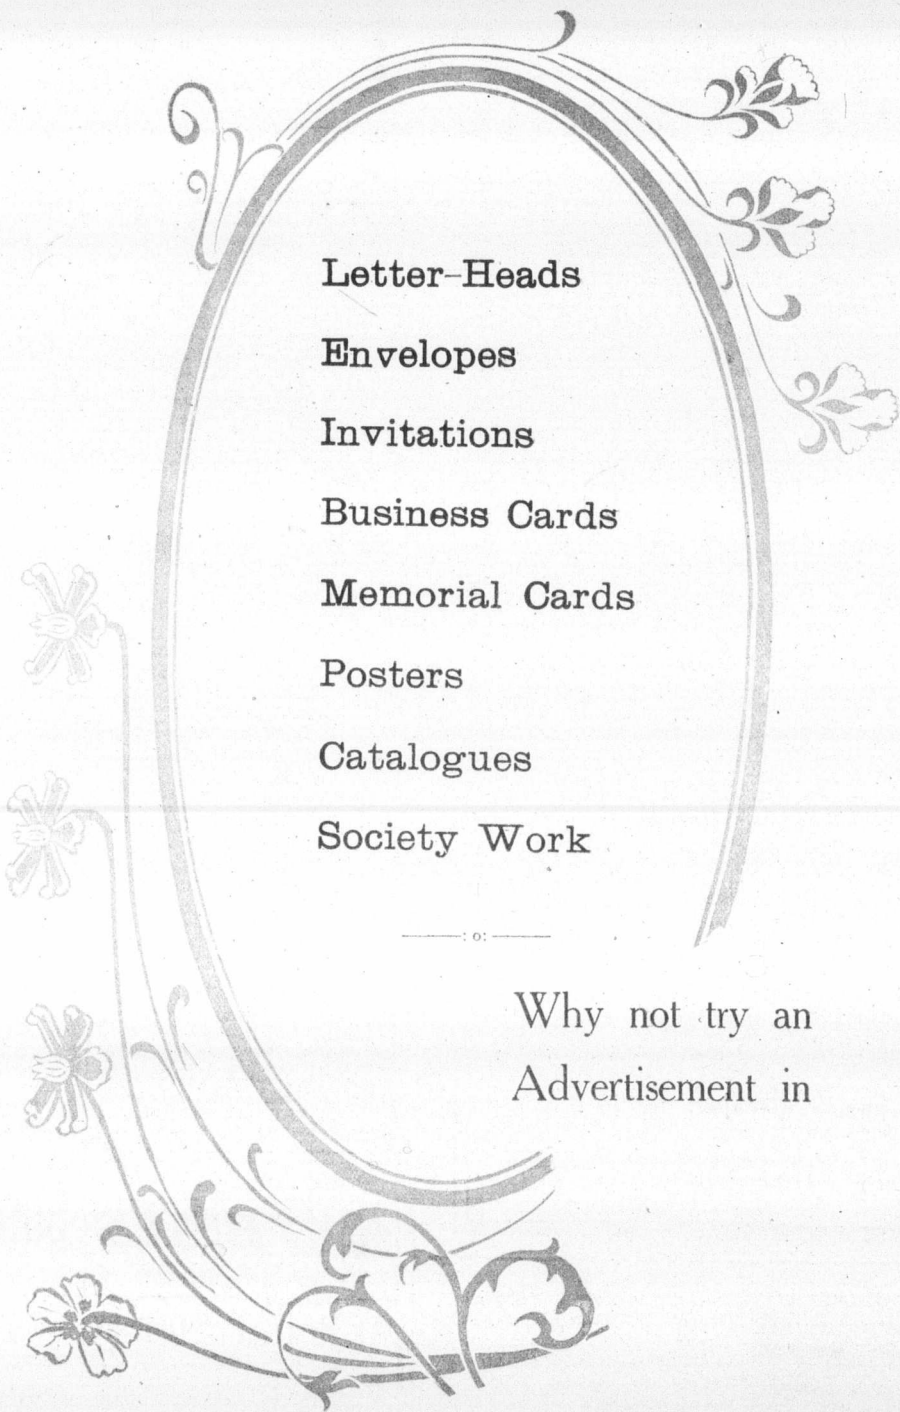 Letter-Heads
Envelopes
Invitations
Business Cards
Memorial Cards
Posters
Catalogues
Society Work
:o:
Why not try an
Advertisement in